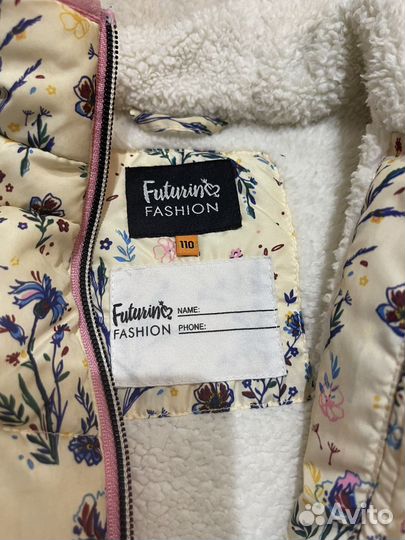 Futurino
FASHION
110
Futurino
FASHION
NAME:
PHONE:
Avito